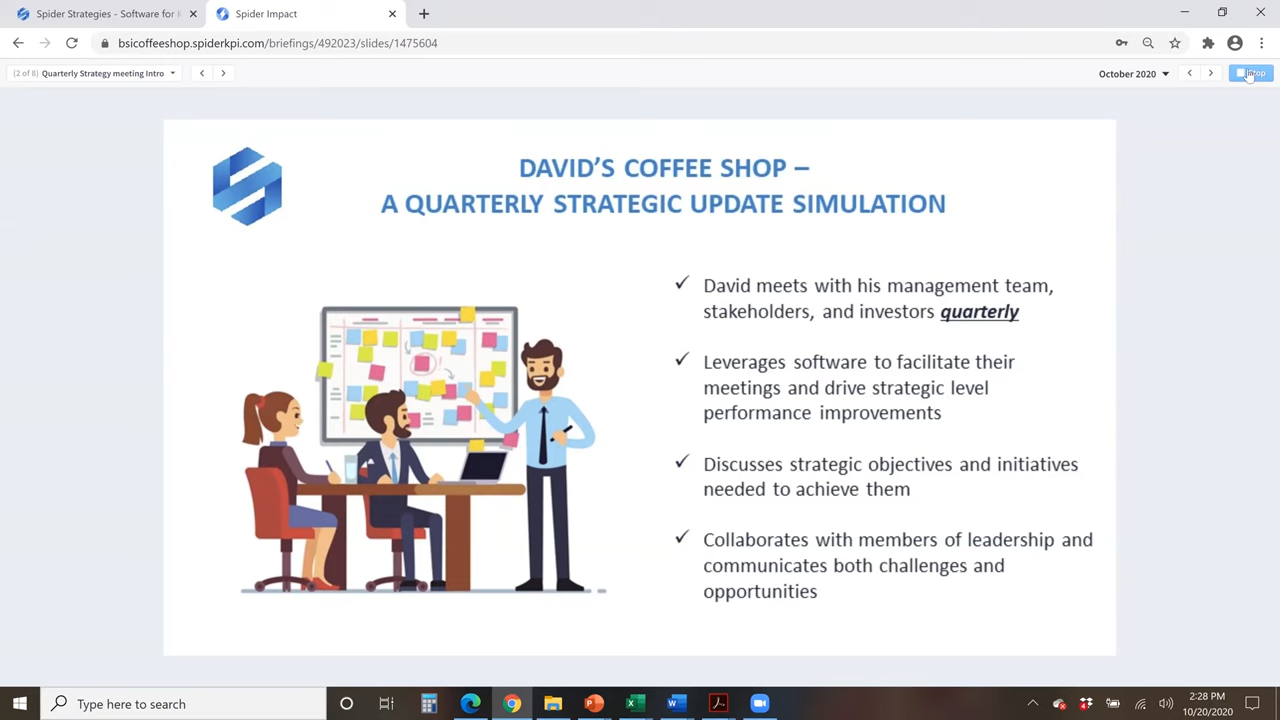 Spider Strategies - Software for
Spider Impact
bsicoffeeshop.spiderkpi.com/briefings/492023/slides/1475604
(2 of 8) Quarterly Strategy meeting Intro
October 2020
DAVID'S COFFEE SHOP –
A QUARTERLY STRATEGIC UPDATE SIMULATION
✓ David meets with his management team,
stakeholders, and investors quarterly
✓ Leverages software to facilitate their
meetings and drive strategic level
performance improvements
✓ Discusses strategic objectives and initiatives
needed to achieve them
✓ Collaborates with members of leadership and
communicates both challenges and
opportunities
Type here to search
2:28 PM
10/20/2020